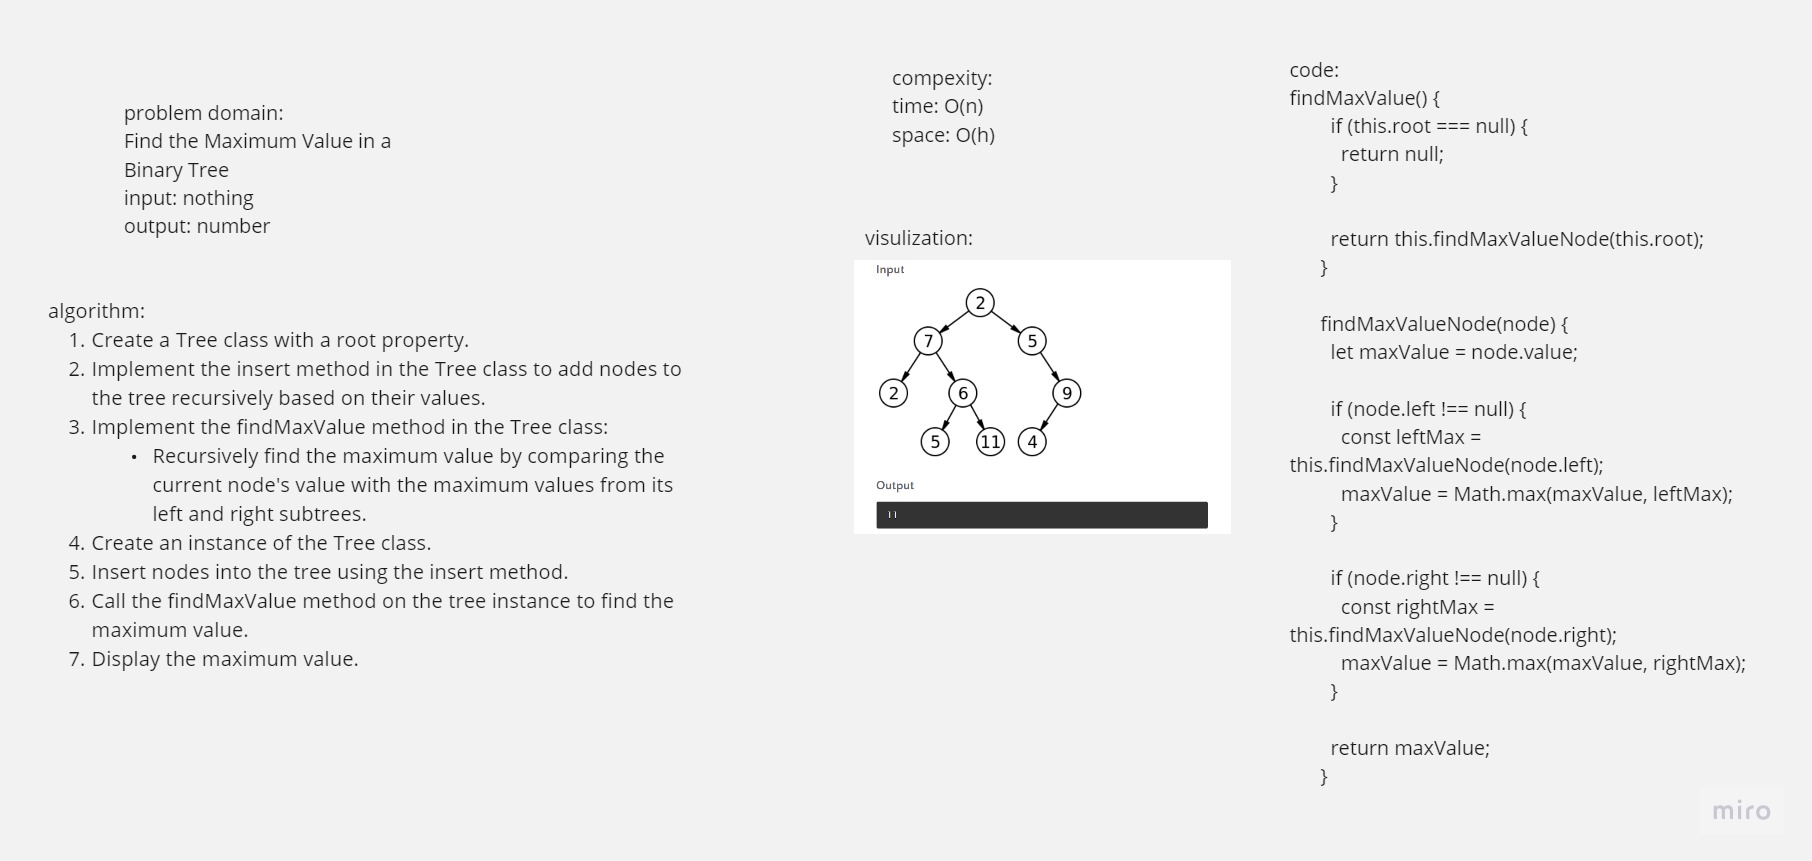 problem domain:
Find the Maximum Value in a
Binary Tree
input: nothing
output: number
algorithm:
1. Create a Tree class with a root property.
2. Implement the insert method in the Tree class to add nodes to
the tree recursively based on their values.
3. Implement the findMaxValue method in the Tree class:
• Recursively find the maximum value by comparing the
current node's value with the maximum values from its
left and right subtrees.
4. Create an instance of the Tree class.
5. Insert nodes into the tree using the insert method.
6. Call the findMaxValue method on the tree instance to find the
maximum value.
7. Display the maximum value.
compexity:
time: O(n)
space: O(h)
visulization:
Input
2
7 5
2 6 9
5 11 4
Output
11
code:
findMaxValue() {
if (this.root === null) {
return null;
}
return this.findMaxValueNode(this.root);
}
findMaxValueNode(node) {
let maxValue = node.value;
if (node.left !== null) {
const leftMax =
this.findMaxValueNode(node.left);
maxValue = Math.max(maxValue, leftMax);
}
if (node.right !== null) {
const rightMax =
this.findMaxValueNode(node.right);
maxValue = Math.max(maxValue, rightMax);
}
return maxValue;
}
miro